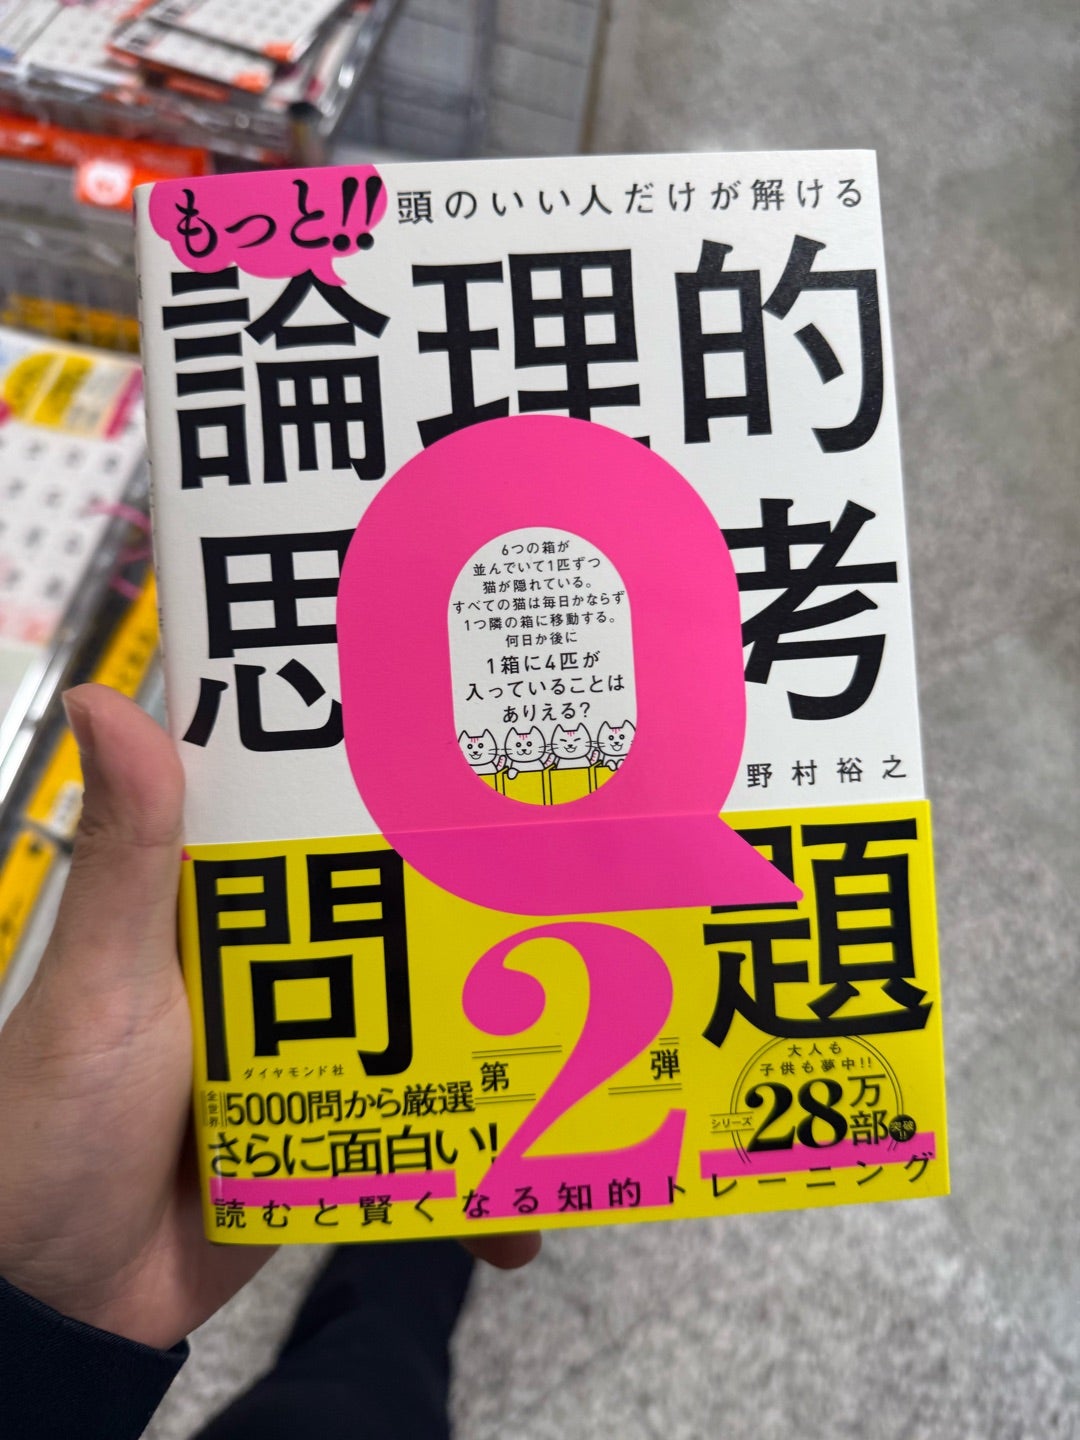 もっと!!
頭のいい人だけが解ける
論理的
思考
問題
6つの箱が
並んでいて1匹ずつ
猫が隠れている。
すべての猫は毎日かならず
1つ隣の箱に移動する。
何日か後に
1箱に4匹が
入っていることは
ありえる?
野村裕之
ダイヤモンド社
第2弾
全世界5000問から厳選
さらに面白い!
大人も
子供も夢中!!
シリーズ28万部突破!!
読むと賢くなる知的トレーニング